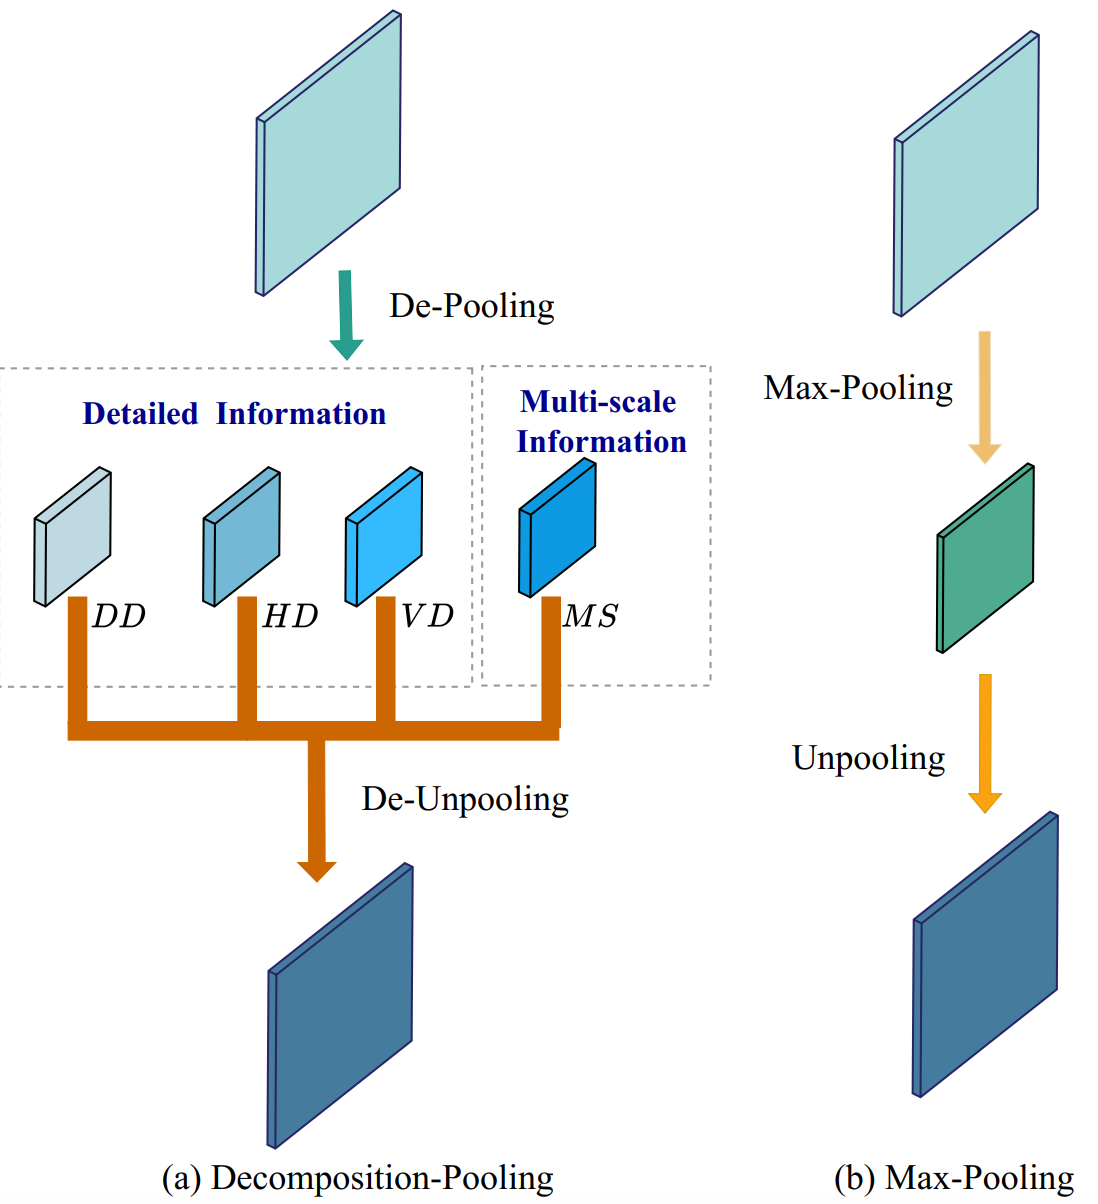 De-Pooling
Detailed Information
Multi-scale
Information
DD
HD
VD
MS
De-Unpooling
(a) Decomposition-Pooling
Max-Pooling
Unpooling
(b) Max-Pooling